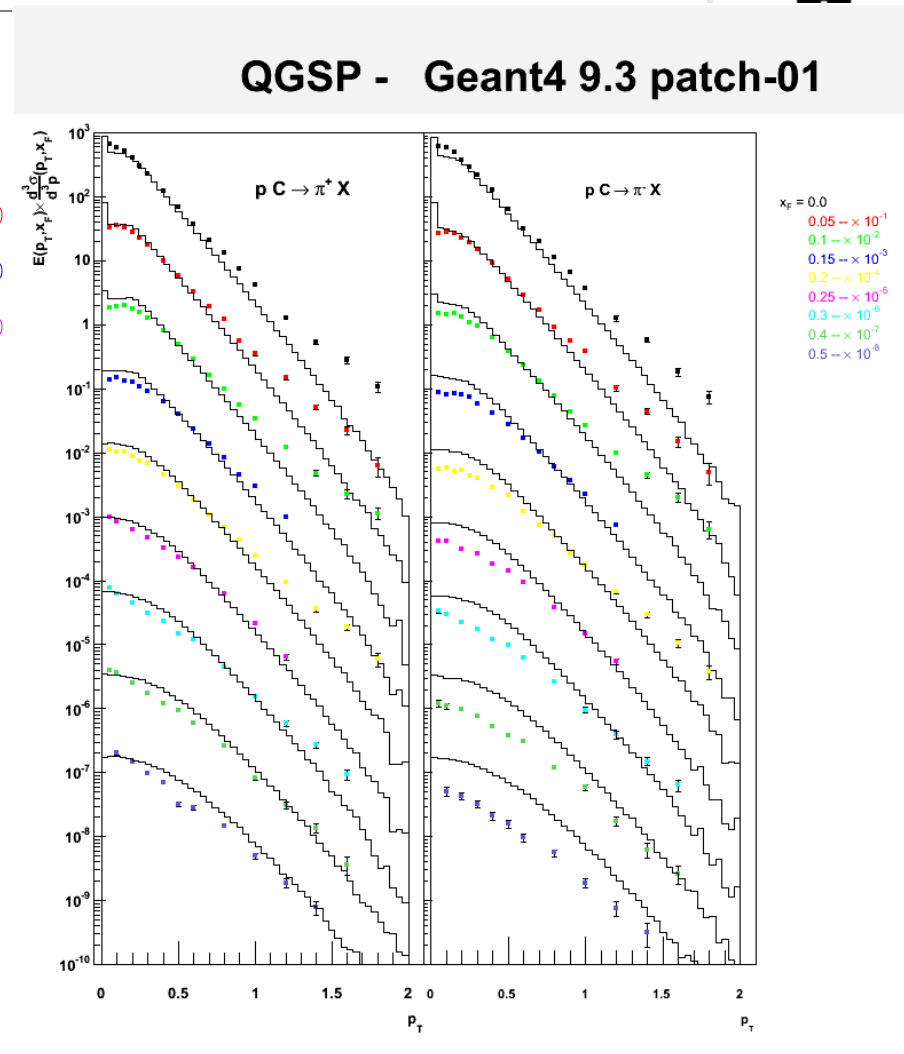 QGSP - Geant4 9.3 patch-01
E(p_T,x_F)× d³σ/d³p (p_T,x_F)
10³
10²
10
1
10⁻¹
10⁻²
10⁻³
10⁻⁴
10⁻⁵
10⁻⁶
10⁻⁷
10⁻⁸
10⁻⁹
10⁻¹⁰
p C → π⁺ X
p C → π⁻ X
x_F = 0.0
0.05 -- × 10⁻¹
0.1 -- × 10⁻²
0.15 -- × 10⁻³
0.2 -- × 10⁻⁴
0.25 -- × 10⁻⁵
0.3 -- × 10⁻⁶
0.4 -- × 10⁻⁷
0.5 -- × 10⁻⁸
0 0.5 1 1.5 2 0 0.5 1 1.5 2
p_T p_T